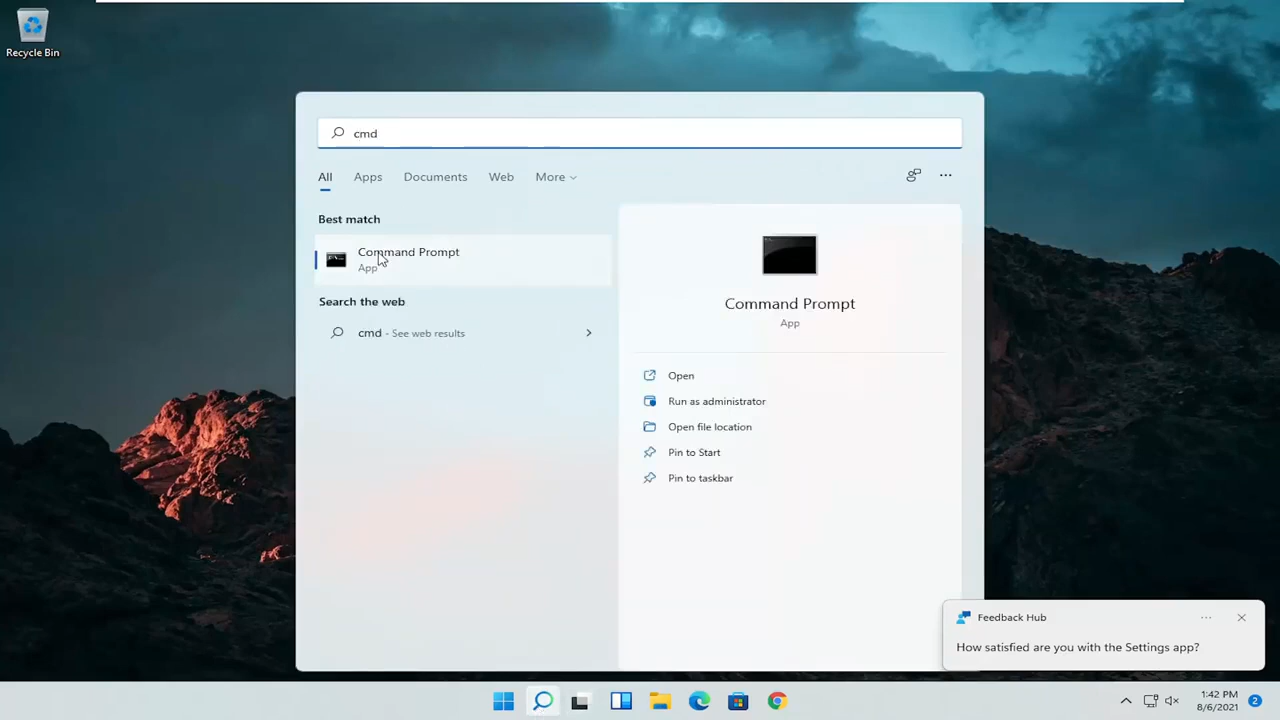 Recycle Bin
cmd
All Apps Documents Web More
Best match
Command Prompt
App
Search the web
cmd - See web results
Command Prompt
App
Open
Run as administrator
Open file location
Pin to Start
Pin to taskbar
Feedback Hub
How satisfied are you with the Settings app?
1:42 PM
8/6/2021
2